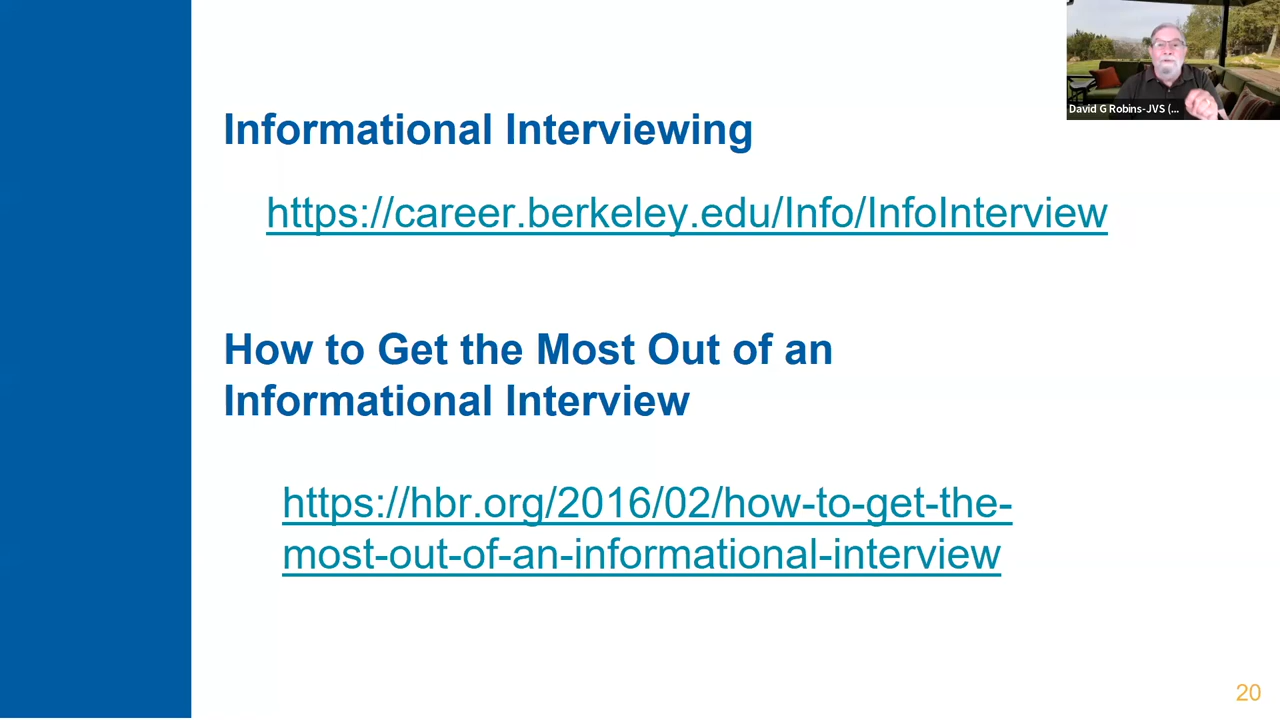 David G Robins-JVS (...
Informational Interviewing
https://career.berkeley.edu/Info/InfoInterview
How to Get the Most Out of an
Informational Interview
https://hbr.org/2016/02/how-to-get-the-
most-out-of-an-informational-interview
20